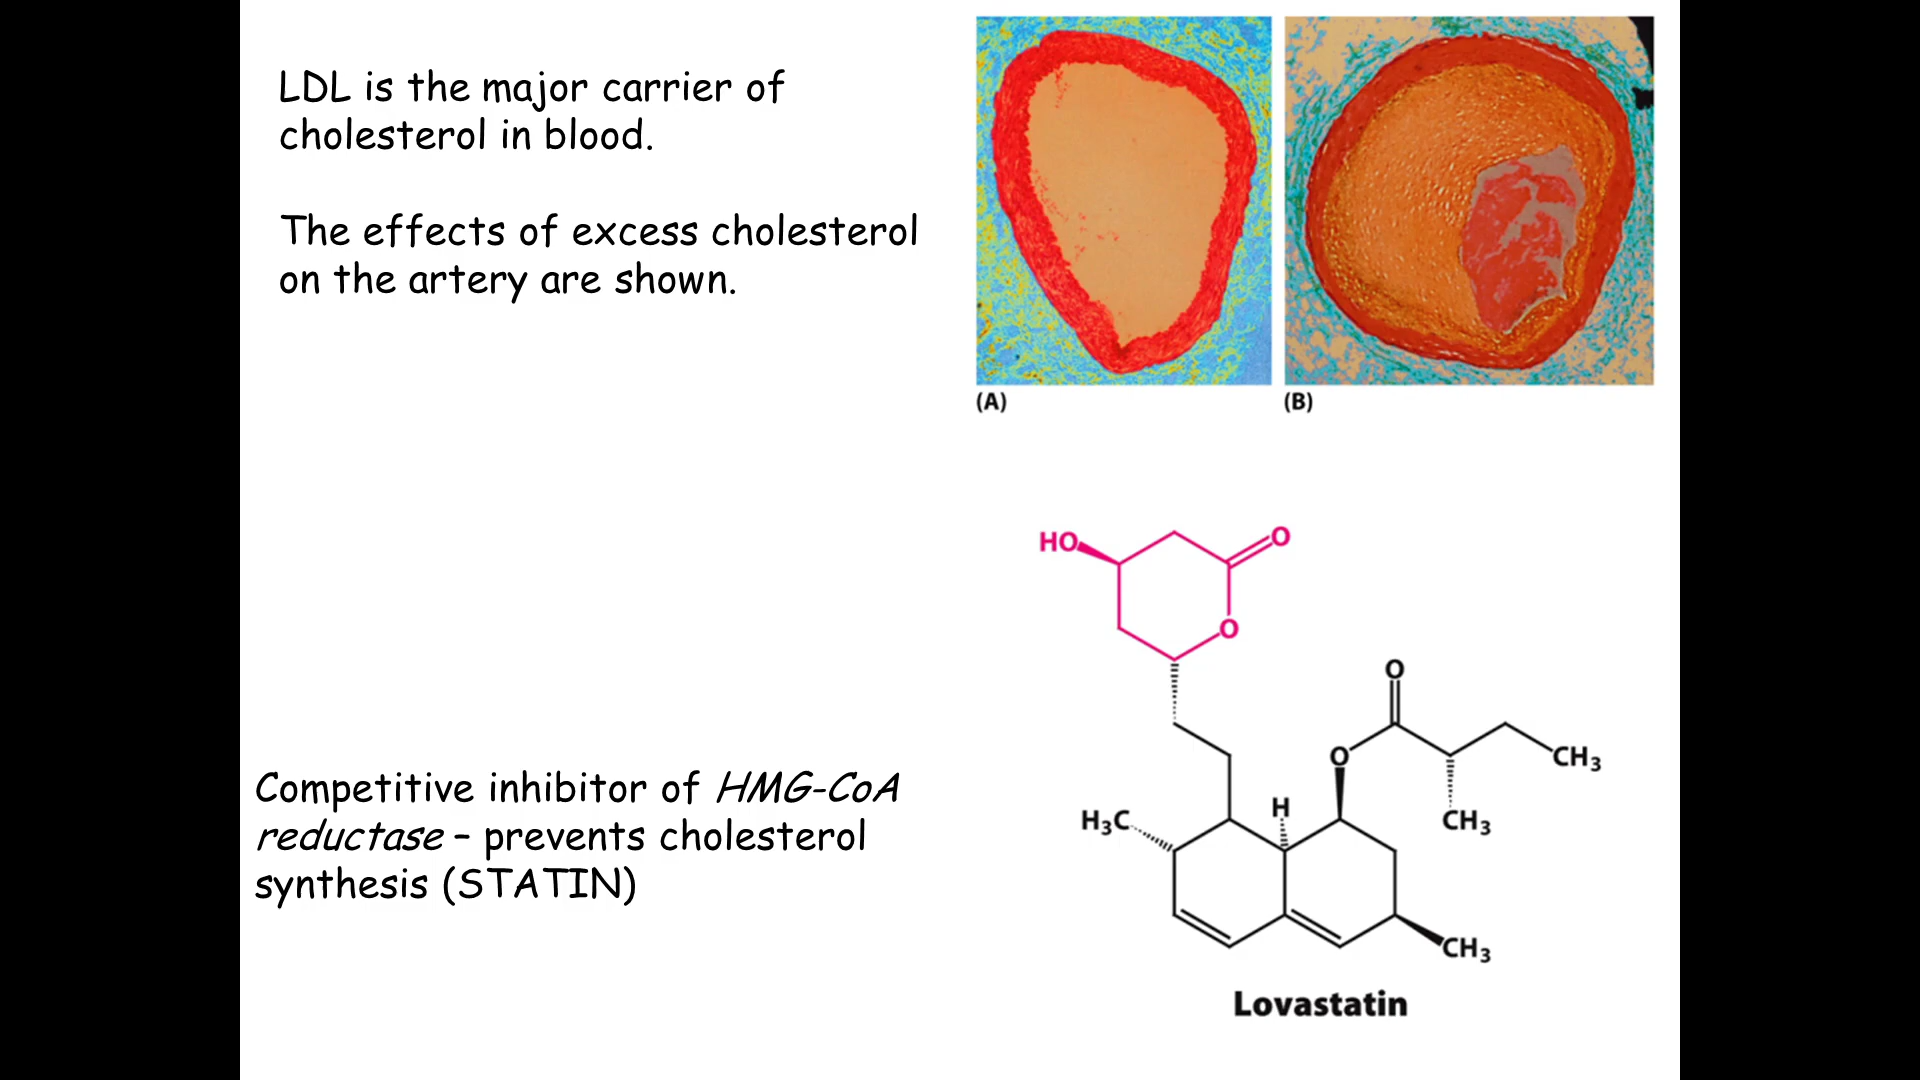 LDL is the major carrier of
cholesterol in blood.
The effects of excess cholesterol
on the artery are shown.
(A)
(B)
HO
O
O
O
O
CH₃
H
H₃C
CH₃
CH₃
Lovastatin
Competitive inhibitor of HMG-CoA
reductase – prevents cholesterol
synthesis (STATIN)